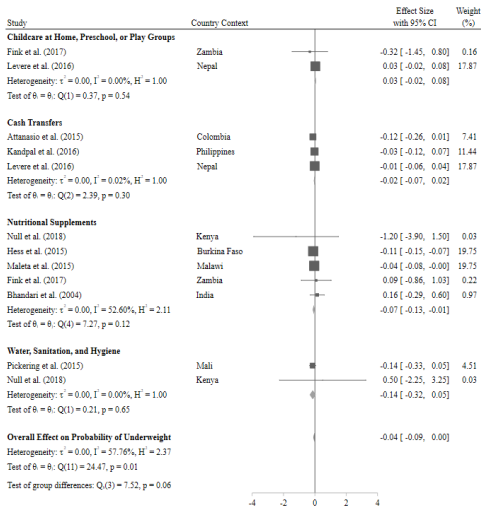 Effect Size Weight
Study Country Context with 95% CI (%)
Childcare at Home, Preschool, or Play Groups
Fink et al. (2017) Zambia -0.32 [ -1.45, 0.80] 0.16
Levere et al. (2016) Nepal 0.03 [ -0.02, 0.08] 17.87
Heterogeneity: τ² = 0.00, I² = 0.00%, H² = 1.00 0.03 [ -0.02, 0.08]
Test of θᵢ = θⱼ: Q(1) = 0.37, p = 0.54
Cash Transfers
Attanasio et al. (2015) Colombia -0.12 [ -0.26, 0.01] 7.41
Kandpal et al. (2016) Philippines -0.03 [ -0.12, 0.07] 11.44
Levere et al. (2016) Nepal -0.01 [ -0.06, 0.04] 17.87
Heterogeneity: τ² = 0.00, I² = 0.02%, H² = 1.00 -0.02 [ -0.07, 0.02]
Test of θᵢ = θⱼ: Q(2) = 2.39, p = 0.30
Nutritional Supplements
Null et al. (2018) Kenya -1.20 [ -3.90, 1.50] 0.03
Hess et al. (2015) Burkina Faso -0.11 [ -0.15, -0.07] 19.75
Maleta et al. (2015) Malawi -0.04 [ -0.08, -0.00] 19.75
Fink et al. (2017) Zambia 0.09 [ -0.86, 1.03] 0.22
Bhandari et al. (2004) India 0.16 [ -0.29, 0.60] 0.97
Heterogeneity: τ² = 0.00, I² = 52.60%, H² = 2.11 -0.07 [ -0.13, -0.01]
Test of θᵢ = θⱼ: Q(4) = 7.27, p = 0.12
Water, Sanitation, and Hygiene
Pickering et al. (2015) Mali -0.14 [ -0.33, 0.05] 4.51
Null et al. (2018) Kenya 0.50 [ -2.25, 3.25] 0.03
Heterogeneity: τ² = 0.00, I² = 0.00%, H² = 1.00 -0.14 [ -0.32, 0.05]
Test of θᵢ = θⱼ: Q(1) = 0.21, p = 0.65
Overall Effect on Probability of Underweight -0.04 [ -0.09, 0.00]
Heterogeneity: τ² = 0.00, I² = 57.76%, H² = 2.37
Test of θᵢ = θⱼ: Q(11) = 24.47, p = 0.01
Test of group differences: Qᵦ(3) = 7.52, p = 0.06
-4 -2 0 2 4